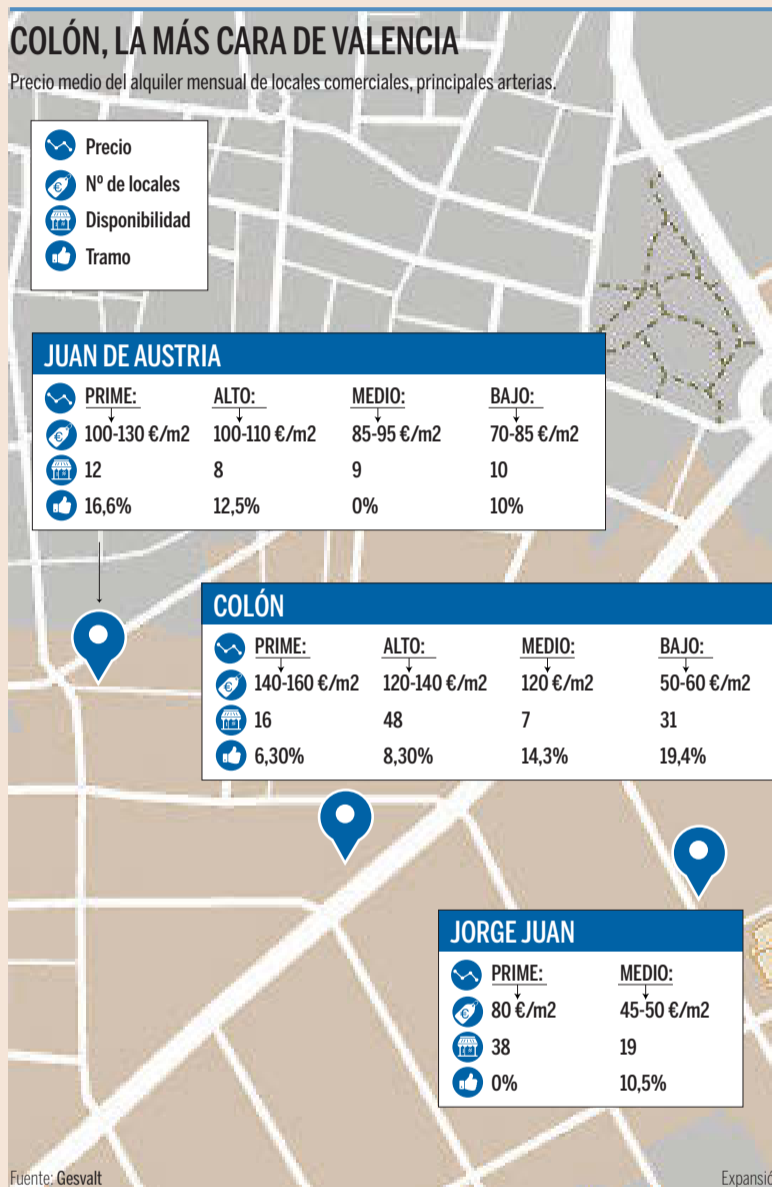 COLÓN, LA MÁS CARA DE VALENCIA
Precio medio del alquiler mensual de locales comerciales, principales arterias.
Precio
Nº de locales
Disponibilidad
Tramo
JUAN DE AUSTRIA
PRIME: ALTO: MEDIO: BAJO:
100-130 €/m2 100-110 €/m2 85-95 €/m2 70-85 €/m2
12 8 9 10
16,6% 12,5% 0% 10%
COLÓN
PRIME: ALTO: MEDIO: BAJO:
140-160 €/m2 120-140 €/m2 120 €/m2 50-60 €/m2
16 48 7 31
6,30% 8,30% 14,3% 19,4%
JORGE JUAN
PRIME: MEDIO:
80 €/m2 45-50 €/m2
38 19
0% 10,5%
Fuente: Gesvalt
Expansió